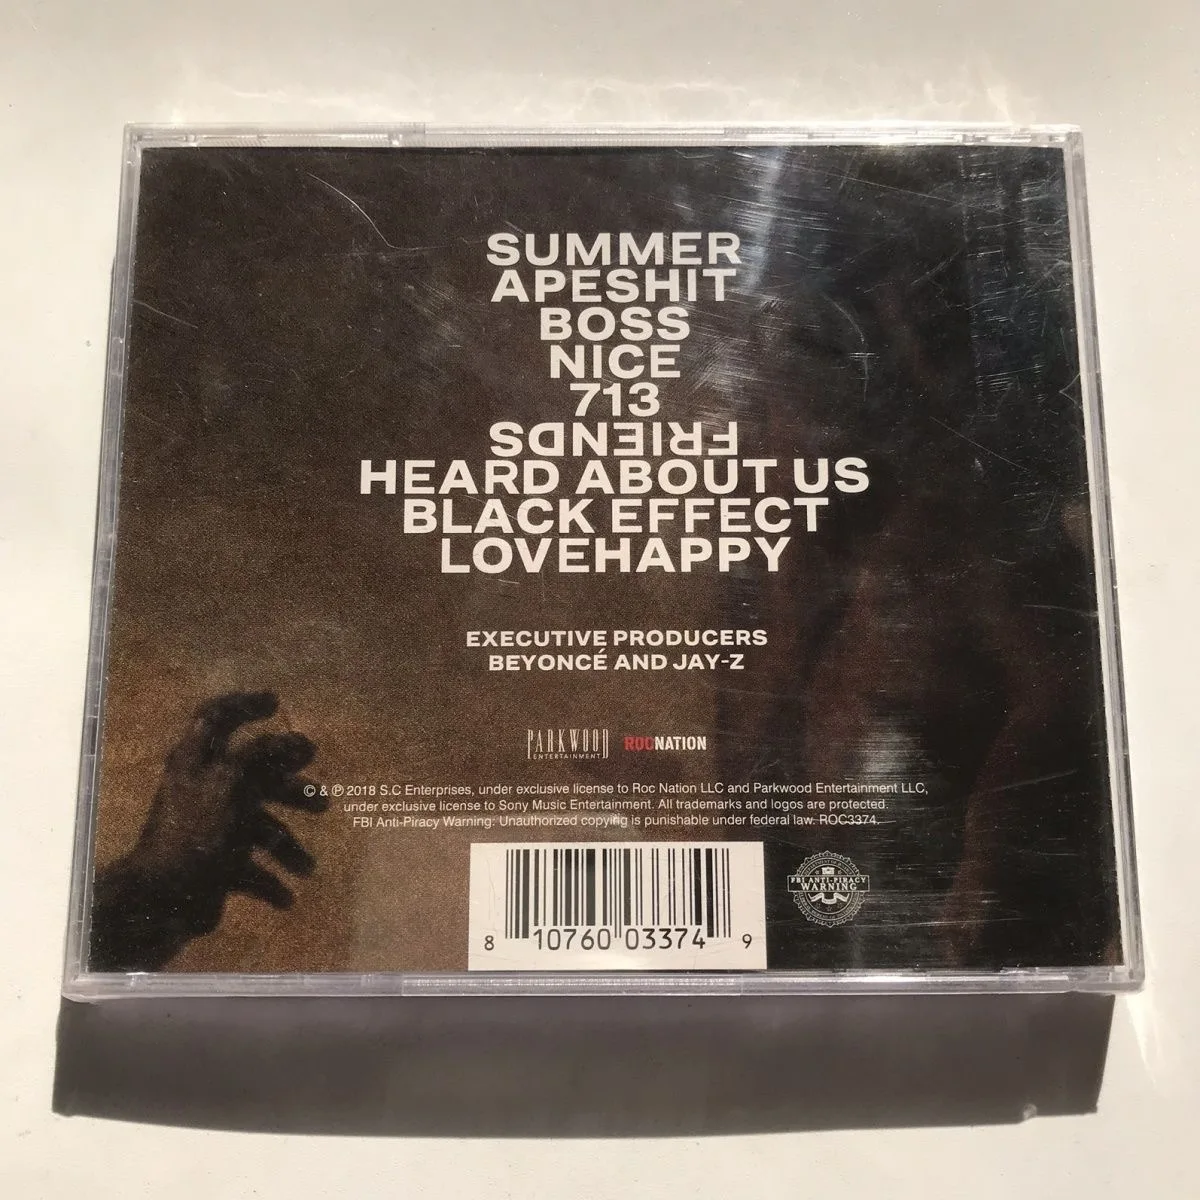 SUMMER
APESHIT
BOSS
NICE
713
FRIENDS
HEARD ABOUT US
BLACK EFFECT
LOVEHAPPY
EXECUTIVE PRODUCERS
BEYONCÉ AND JAY-Z
PARKWOOD
ENTERTAINMENT
ROCNATION
© & ℗ 2018 S.C Enterprises, under exclusive license to Roc Nation LLC and Parkwood Entertainment LLC,
under exclusive license to Sony Music Entertainment. All trademarks and logos are protected.
FBI Anti-Piracy Warning: Unauthorized copying is punishable under federal law. ROC3374.
FBI ANTI-PIRACY
WARNING
8 10760 03374 9